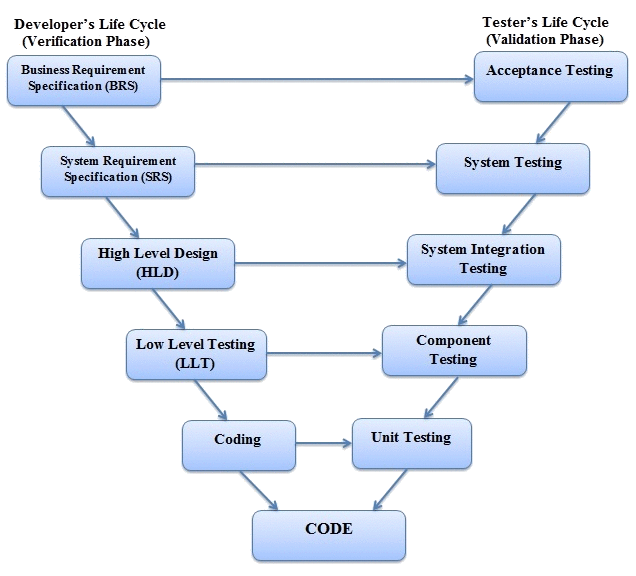 Developer's Life Cycle
(Verification Phase)
Tester's Life Cycle
(Validation Phase)
Business Requirement
Specification (BRS)
Acceptance Testing
System Requirement
Specification (SRS)
System Testing
High Level Design
(HLD)
System Integration
Testing
Low Level Testing
(LLT)
Component
Testing
Coding
Unit Testing
CODE